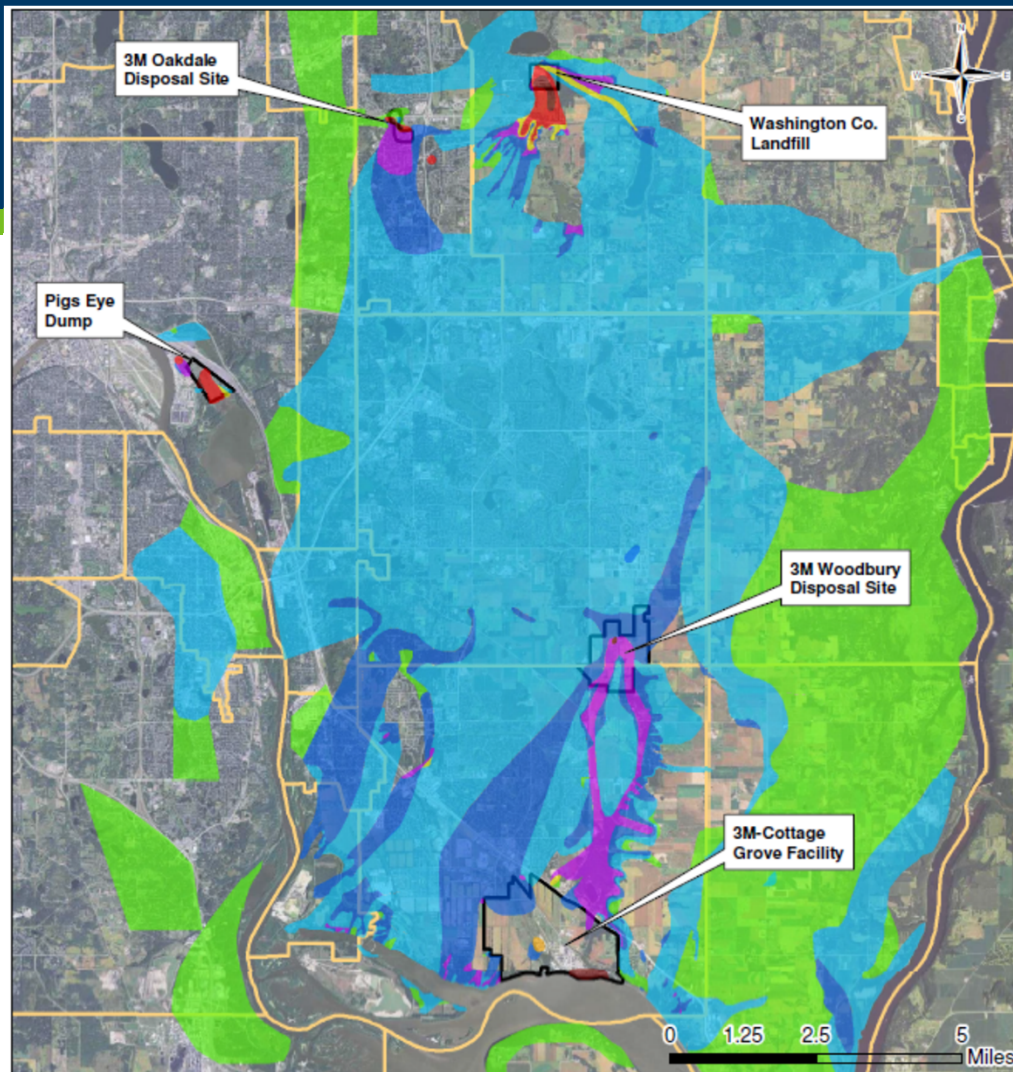 3M Oakdale
Disposal Site
N
W
E
S
Washington Co.
Landfill
Pigs Eye
Dump
3M Woodbury
Disposal Site
3M-Cottage
Grove Facility
0 1.25 2.5 5
Miles